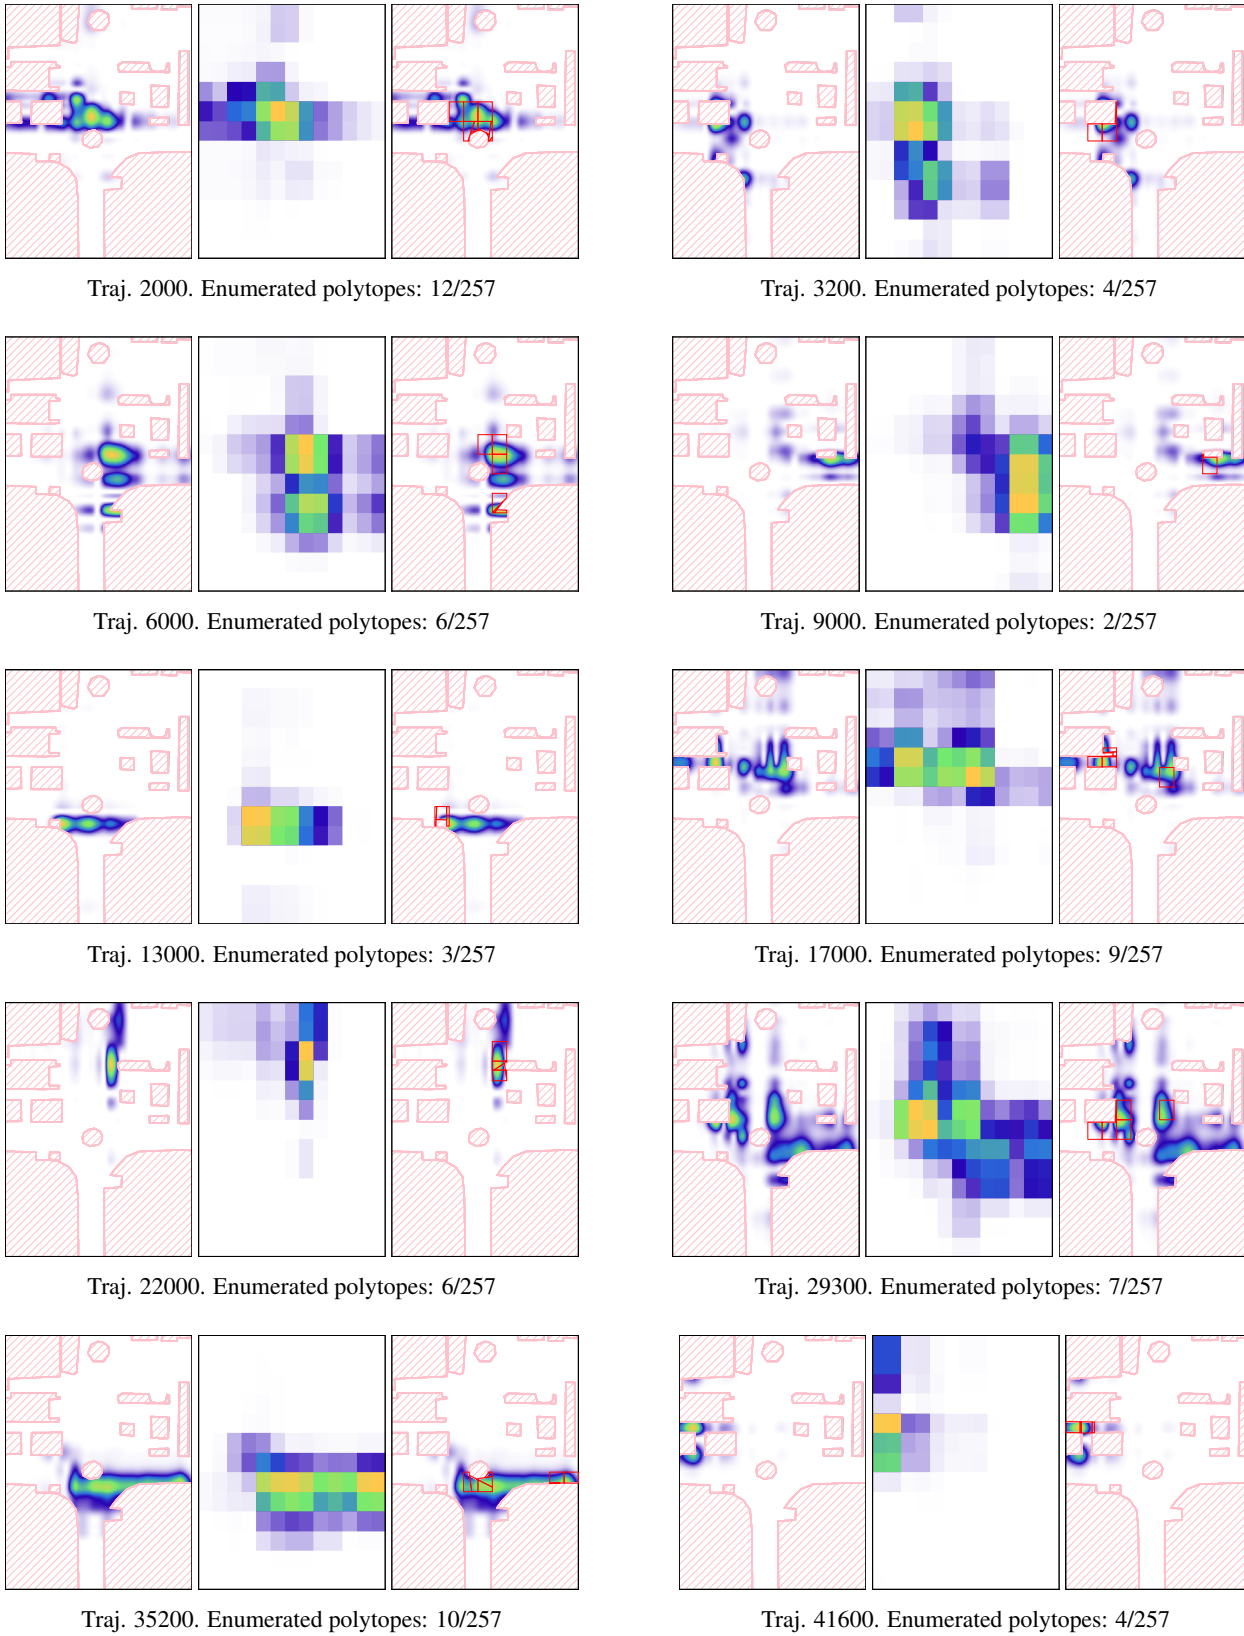 Traj. 2000. Enumerated polytopes: 12/257
Traj. 3200. Enumerated polytopes: 4/257
Traj. 6000. Enumerated polytopes: 6/257
Traj. 9000. Enumerated polytopes: 2/257
Traj. 13000. Enumerated polytopes: 3/257
Traj. 17000. Enumerated polytopes: 9/257
Traj. 22000. Enumerated polytopes: 6/257
Traj. 29300. Enumerated polytopes: 7/257
Traj. 35200. Enumerated polytopes: 10/257
Traj. 41600. Enumerated polytopes: 4/257